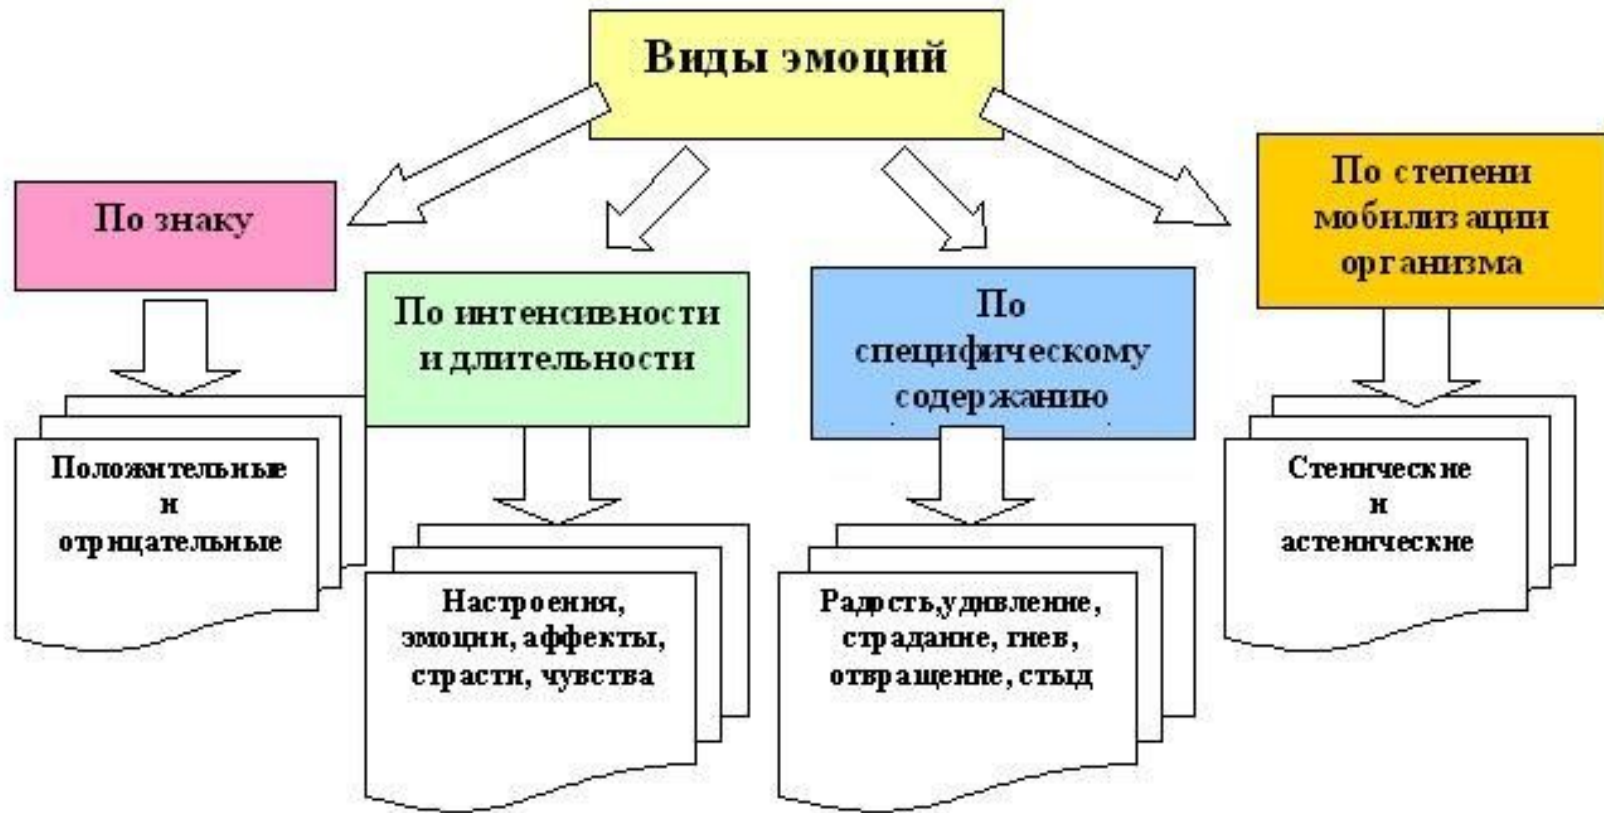 Виды эмоций
По знаку
По интенсивности
и длительности
По
специфическому
содержанию
По степени
мобилизации
организма
Положительные
и
отрицательные
Настроения,
эмоции, аффекты,
страсти, чувства
Радость,удивление,
страдание, гнев,
отвращение, стыд
Стенические
и
астенические